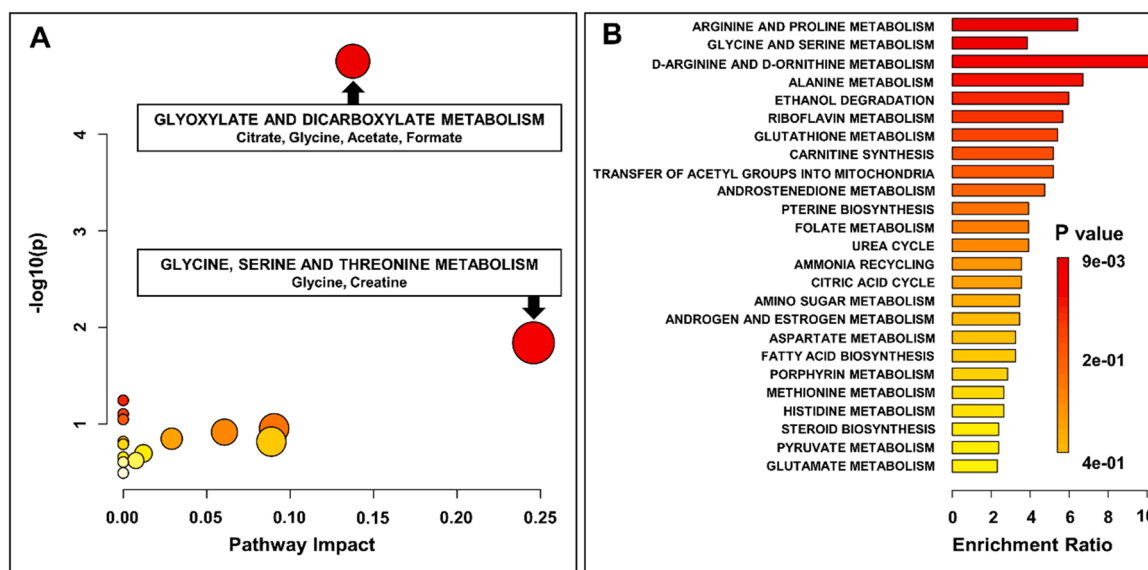 A
GLYOXYLATE AND DICARBOXYLATE METABOLISM
Citrate, Glycine, Acetate, Formate
GLYCINE, SERINE AND THREONINE METABOLISM
Glycine, Creatine
-log10(p)
4
3
2
1
0.00 0.05 0.10 0.15 0.20 0.25
Pathway Impact
B
ARGININE AND PROLINE METABOLISM
GLYCINE AND SERINE METABOLISM
D-ARGININE AND D-ORNITHINE METABOLISM
ALANINE METABOLISM
ETHANOL DEGRADATION
RIBOFLAVIN METABOLISM
GLUTATHIONE METABOLISM
CARNITINE SYNTHESIS
TRANSFER OF ACETYL GROUPS INTO MITOCHONDRIA
ANDROSTENEDIONE METABOLISM
PTERINE BIOSYNTHESIS
FOLATE METABOLISM
UREA CYCLE
AMMONIA RECYCLING
CITRIC ACID CYCLE
AMINO SUGAR METABOLISM
ANDROGEN AND ESTROGEN METABOLISM
ASPARTATE METABOLISM
FATTY ACID BIOSYNTHESIS
PORPHYRIN METABOLISM
METHIONINE METABOLISM
HISTIDINE METABOLISM
STEROID BIOSYNTHESIS
PYRUVATE METABOLISM
GLUTAMATE METABOLISM
P value
9e-03
2e-01
4e-01
0 2 4 6 8 10
Enrichment Ratio